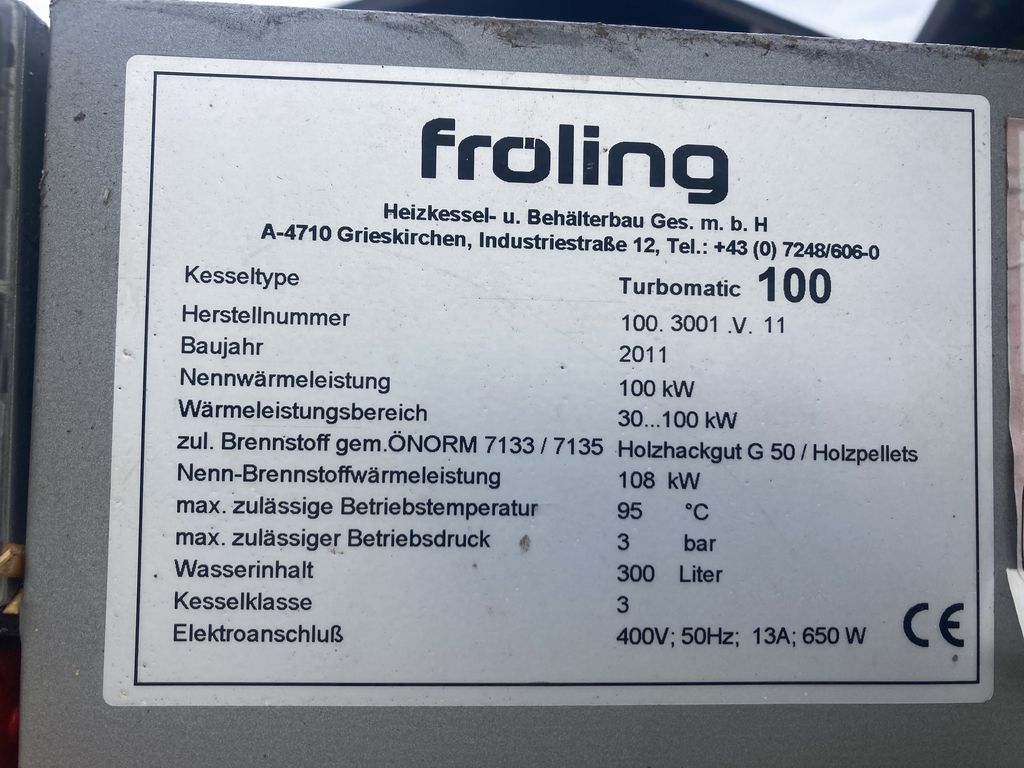 fröling
Heizkessel- u. Behälterbau Ges. m. b. H
A-4710 Grieskirchen, Industriestraße 12, Tel.: +43 (0) 7248/606-0
Kesseltype Turbomatic 100
Herstellnummer 100. 3001 .V. 11
Baujahr 2011
Nennwärmeleistung 100 kW
Wärmeleistungsbereich 30...100 kW
zul. Brennstoff gem.ÖNORM 7133 / 7135 Holzhackgut G 50 / Holzpellets
Nenn-Brennstoffwärmeleistung 108 kW
max. zulässige Betriebstemperatur 95 °C
max. zulässiger Betriebsdruck 3 bar
Wasserinhalt 300 Liter
Kesselklasse 3
Elektroanschluß 400V; 50Hz; 13A; 650 W CE